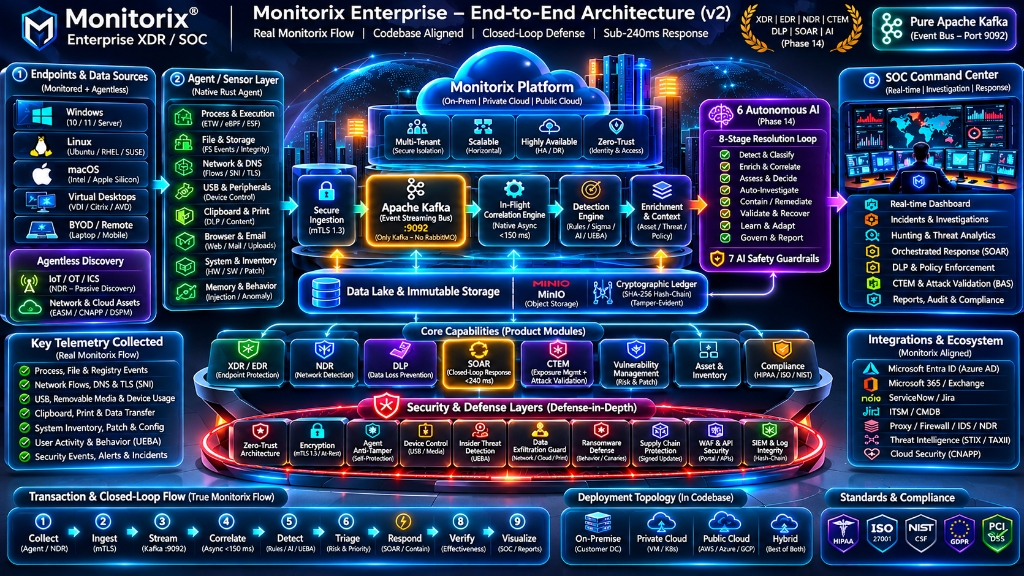 Monitorix®
Enterprise XDR / SOC
Monitorix Enterprise – End-to-End Architecture (v2)
Real Monitorix Flow | Codebase Aligned | Closed-Loop Defense | Sub-240ms Response
XDR | EDR | NDR | CTEM
DLP | SOAR | AI
(Phase 14)
Pure Apache Kafka
(Event Bus – Port 9092)
1 Endpoints & Data Sources
(Monitored + Agentless)
Windows
(10 / 11 / Server)
Linux
(Ubuntu / RHEL / SUSE)
macOS
(Intel / Apple Silicon)
Virtual Desktops
(VDI / Citrix / AVD)
BYOD / Remote
(Laptop / Mobile)
Agentless Discovery
IoT / OT / ICS
(NDR – Passive Discovery)
Network & Cloud Assets
(EASM / CNAPP / DSPM)
2 Agent / Sensor Layer
(Native Rust Agent)
Process & Execution
(ETW / eBPF / ESF)
File & Storage
(FS Events / Integrity)
Network & DNS
(Flows / SNI / TLS)
USB & Peripherals
(Device Control)
Clipboard & Print
(DLP / Content)
Browser & Email
(Web / Mail / Uploads)
System & Inventory
(HW / SW / Patch)
Memory & Behavior
(Injection / Anomaly)
Monitorix Platform
(On-Prem | Private Cloud | Public Cloud)
Multi-Tenant
(Secure Isolation)
Scalable
(Horizontal)
Highly Available
(HA / DR)
Zero-Trust
(Identity & Access)
Secure
Ingestion
(mTLS 1.3)
Apache Kafka
(Event Streaming Bus)
:9092
(Only Kafka – No RabbitMQ)
In-Flight
Correlation Engine
(Native Async
<150 ms)
Detection
Engine
(Rules / Sigma /
AI / UEBA)
Enrichment
& Context
(Asset / Threat /
Policy)
Data Lake & Immutable Storage
MINIO
MinIO
(Object Storage)
Cryptographic Ledger
(SHA-256 Hash-Chain)
(Tamper-Evident)
6 Autonomous AI
(Phase 14)
8-Stage Resolution Loop
Detect & Classify
Enrich & Correlate
Assess & Decide
Auto-Investigate
Contain / Remediate
Validate & Recover
Learn & Adapt
Govern & Report
7 AI Safety Guardrails
6 SOC Command Center
(Real-time | Investigation | Response)
Real-time Dashboard
Incidents & Investigations
Hunting & Threat Analytics
Orchestrated Response (SOAR)
DLP & Policy Enforcement
CTEM & Attack Validation (BAS)
Reports, Audit & Compliance
Key Telemetry Collected
(Real Monitorix Flow)
Process, File & Registry Events
Network Flows, DNS & TLS (SNI)
USB, Removable Media & Device Usage
Clipboard, Print & Data Transfer
System Inventory, Patch & Config
User Activity & Behavior (UEBA)
Security Events, Alerts & Incidents
Core Capabilities (Product Modules)
XDR / EDR
(Endpoint Protection)
NDR
(Network Detection)
DLP
(Data Loss Prevention)
SOAR
(Closed-Loop Response
<240 ms)
CTEM
(Exposure Mgmt +
Attack Validation)
Vulnerability
Management
(Risk & Patch)
Asset &
Inventory
Compliance
(HIPAA / ISO / NIST)
Security & Defense Layers (Defense-in-Depth)
Zero-Trust
Architecture
Encryption
(mTLS 1.3 / At-Rest)
Agent
Anti-Tamper
(Self-Protection)
Device Control
(USB / Media)
Insider Threat
Detection
(UEBA)
Data
Exfiltration Guard
(Network / Cloud / Print)
Ransomware
Defense
(Behavior / Canaries)
Supply Chain
Protection
(Signed Updates)
WAF & API
Security
(Portal / APIs)
SIEM & Log
Integrity
(Hash-Chain)
Integrations & Ecosystem
(Monitorix Aligned)
Microsoft Entra ID (Azure AD)
Microsoft 365 / Exchange
ServiceNow / Jira
ITSM / CMDB
Proxy / Firewall / IDS / NDR
Threat Intelligence (STIX / TAXII)
Cloud Security (CNAPP)
Transaction & Closed-Loop Flow (True Monitorix Flow)
1
Collect
(Agent / NDR)
2
Ingest
(mTLS)
3
Stream
(Kafka :9092)
4
Correlate
(Async <150 ms)
5
Detect
(Rules / AI / UEBA)
6
Triage
(Risk & Priority)
Respond
(SOAR / Contain)
8
Verify
(Effectiveness)
9
Visualize
(SOC / Reports)
Deployment Topology (In Codebase)
On-Premise
(Customer DC)
Private Cloud
(VM / K8s)
Public Cloud
(AWS / Azure / GCP)
Hybrid
(Best of Both)
Standards & Compliance
HIPAA
ISO
27001
NIST
CSF
GDPR
PCI
DSS